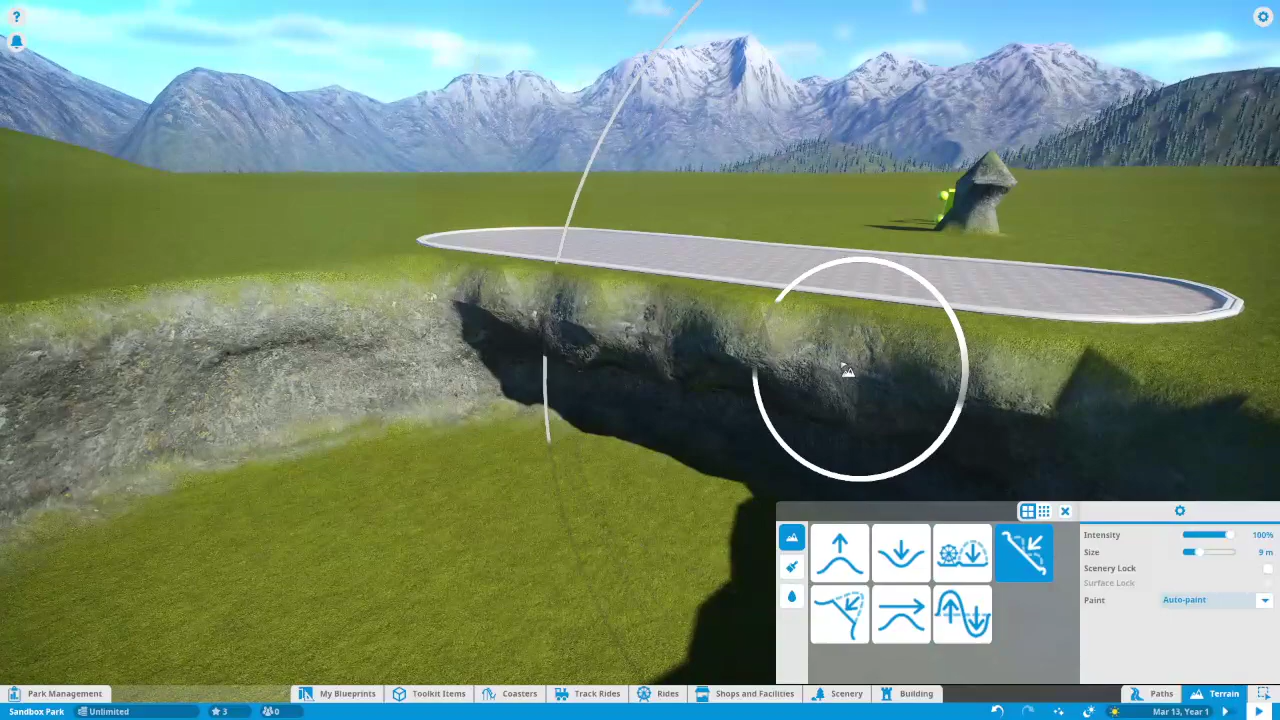 ?
Intensity 100%
Size 9 m
Scenery Lock
Surface Lock
Paint Auto-paint
Park Management My Blueprints Toolkit Items Coasters Track Rides Rides Shops and Facilities Scenery Building Paths Terrain
Sandbox Park Unlimited 3 0 Mar 13, Year 1